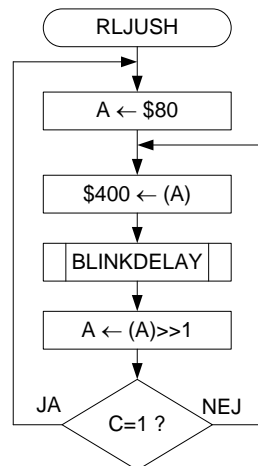 RLJUSH
A ← $80
$400 ← (A)
BLINKDELAY
A ← (A)>>1
JA
C=1 ?
NEJ